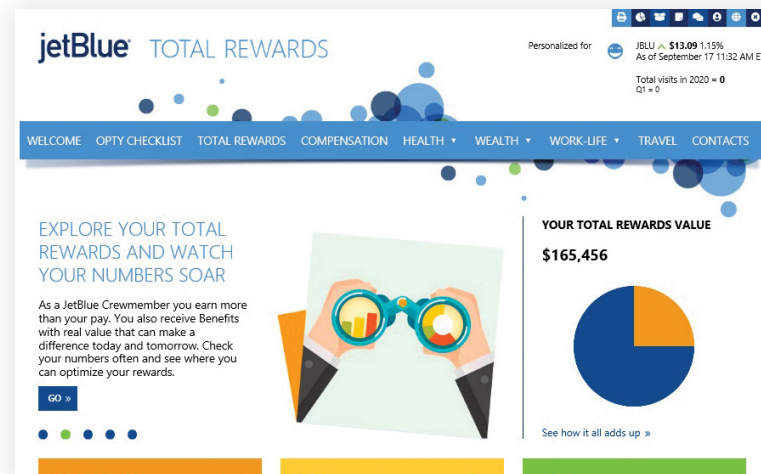 jetBlue TOTAL REWARDS
Personalized for
JBLU $13.09 1.15%
As of September 17 11:32 AM
Total visits in 2020 = 0
Q1 = 0
WELCOME OPTY CHECKLIST TOTAL REWARDS COMPENSATION HEALTH WEALTH WORK-LIFE TRAVEL CONTACTS
EXPLORE YOUR TOTAL
REWARDS AND WATCH
YOUR NUMBERS SOAR
As a JetBlue Crewmember you earn more
than your pay. You also receive Benefits
with real value that can make a
difference today and tomorrow. Check
your numbers often and see where you
can optimize your rewards.
GO »
YOUR TOTAL REWARDS VALUE
$165,456
See how it all adds up »